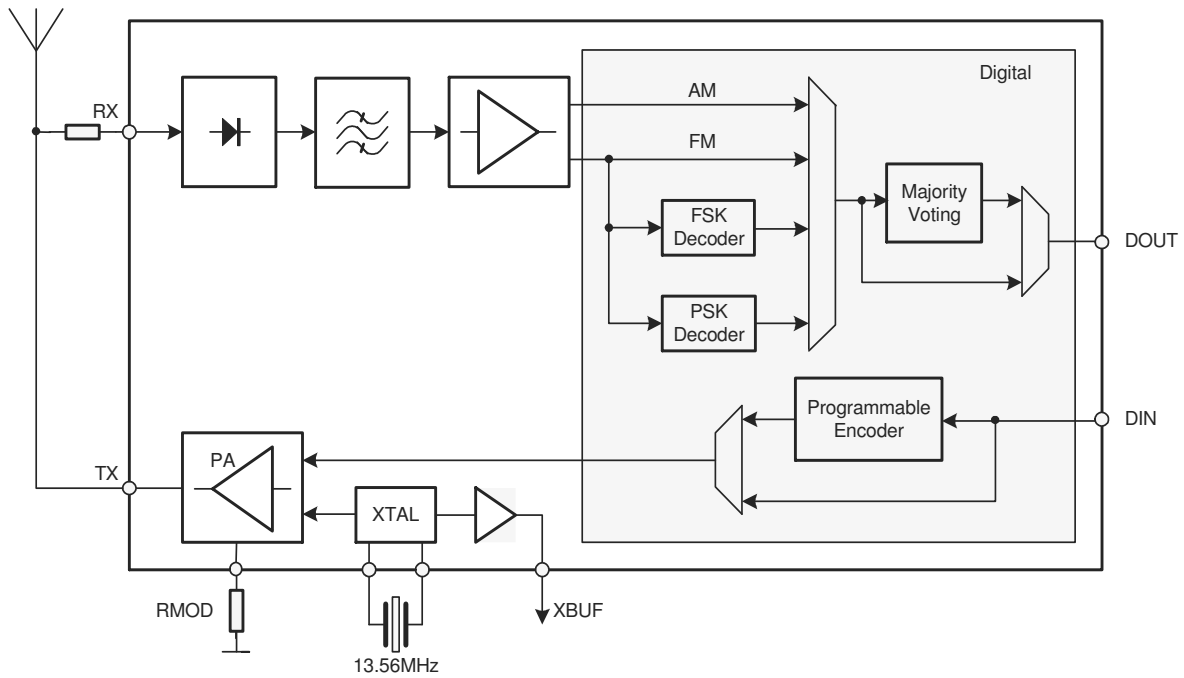 Digital
RX
AM
FM
Majority
Voting
FSK
Decoder
DOUT
PSK
Decoder
Programmable
Encoder
DIN
PA
TX
XTAL
RMOD
XBUF
13.56MHz